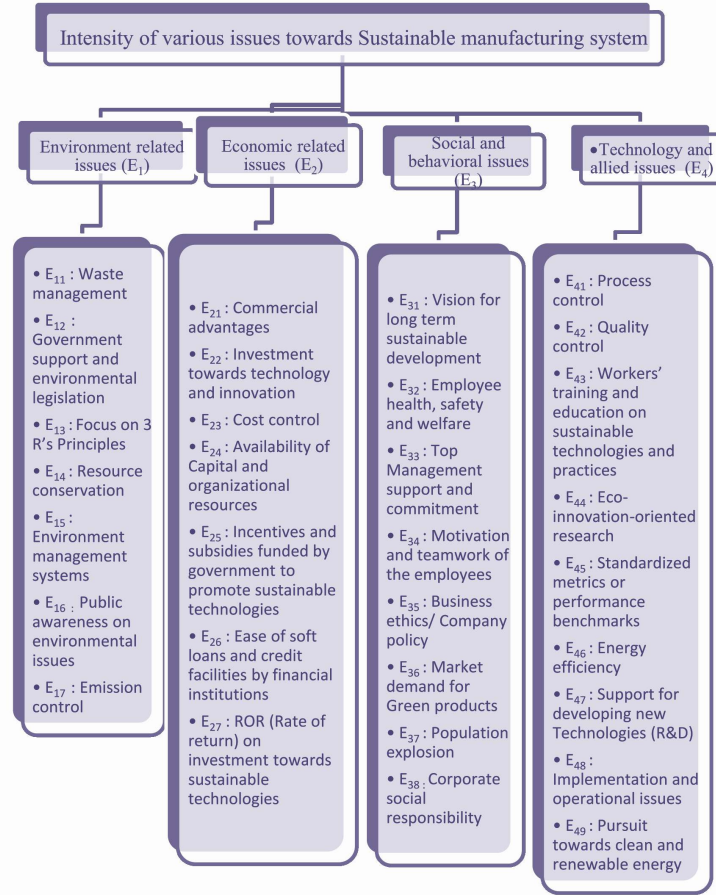 Intensity of various issues towards Sustainable manufacturing system
Environment related
issues (E₁)
Economic related
issues (E₂)
Social and
behavioral issues
(E₃)
•Technology and
allied issues (E₄)
• E₁₁ : Waste
management
• E₁₂ :
Government
support and
environmental
legislation
• E₁₃ : Focus on 3
R's Principles
• E₁₄ : Resource
conservation
• E₁₅ :
Environment
management
systems
• E₁₆ : Public
awareness on
environmental
issues
• E₁₇ : Emission
control
• E₂₁ : Commercial
advantages
• E₂₂ : Investment
towards technology
and innovation
• E₂₃ : Cost control
• E₂₄ : Availability of
Capital and
organizational
resources
• E₂₅ : Incentives and
subsidies funded by
government to
promote sustainable
technologies
• E₂₆ : Ease of soft
loans and credit
facilities by financial
institutions
• E₂₇ : ROR (Rate of
return) on
investment towards
sustainable
technologies
• E₃₁ : Vision for
long term
sustainable
development
• E₃₂ : Employee
health, safety
and welfare
• E₃₃ : Top
Management
support and
commitment
• E₃₄ : Motivation
and teamwork of
the employees
• E₃₅ : Business
ethics/ Company
policy
• E₃₆ : Market
demand for
Green products
• E₃₇ : Population
explosion
• E₃₈ : Corporate
social
responsibility
• E₄₁ : Process
control
• E₄₂ : Quality
control
• E₄₃ : Workers'
training and
education on
sustainable
technologies and
practices
• E₄₄ : Eco-
innovation-oriented
research
• E₄₅ : Standardized
metrics or
performance
benchmarks
• E₄₆ : Energy
efficiency
• E₄₇ : Support for
developing new
Technologies (R&D)
• E₄₈ :
Implementation and
operational issues
• E₄₉ : Pursuit
towards clean and
renewable energy